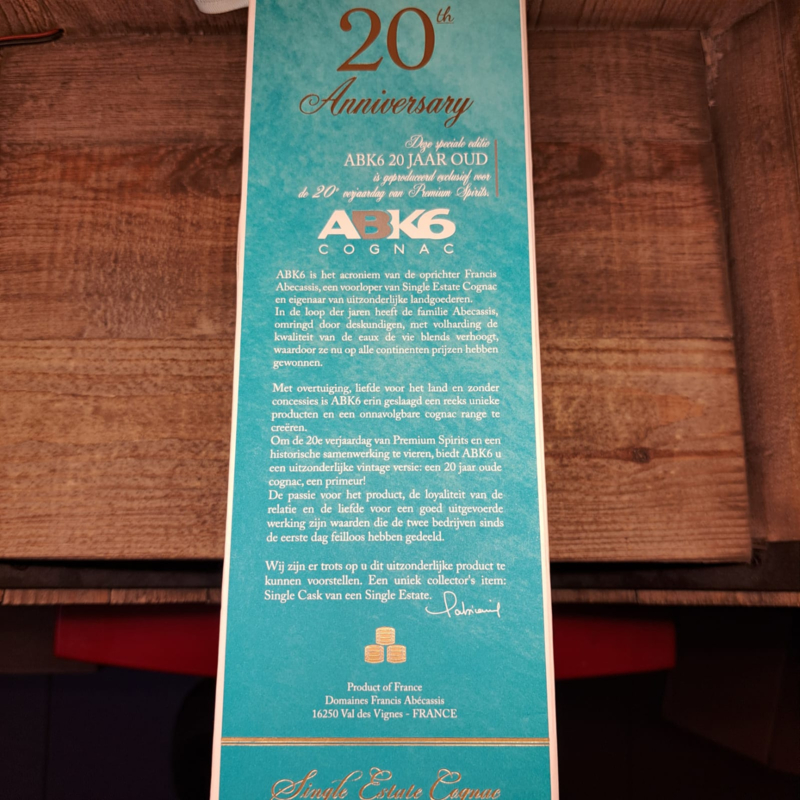 20th
Anniversary
Deze speciale editie
ABK6 20 JAAR OUD
is geproduceerd exclusief voor
de 20e verjaardag van Premium Spirits.
ABK6
COGNAC
ABK6 is het acroniem van de oprichter Francis
Abecassis, een voorloper van Single Estate Cognac
en eigenaar van uitzonderlijke landgoederen.
In de loop der jaren heeft de familie Abecassis,
omringd door deskundigen, met volharding de
kwaliteit van de eaux de vie blends verhoogt,
waardoor ze nu op alle continenten prijzen hebben
gewonnen.
Met overtuiging, liefde voor het land en zonder
concessies is ABK6 erin geslaagd een reeks unieke
producten en een onnavolgbare cognac range te
creëren.
Om de 20e verjaardag van Premium Spirits en een
historische samenwerking te vieren, biedt ABK6 u
een uitzonderlijke vintage versie: een 20 jaar oude
cognac, een primeur!
De passie voor het product, de loyaliteit van de
relatie en de liefde voor een goed uitgevoerde
werking zijn waarden die de twee bedrijven sinds
de eerste dag feilloos hebben gedeeld.
Wij zijn er trots op u dit uitzonderlijke product te
kunnen voorstellen. Een uniek collector's item:
Single Cask van een Single Estate.
Product of France
Domaines Francis Abécassis
16250 Val des Vignes - FRANCE
Single Estate Cognac